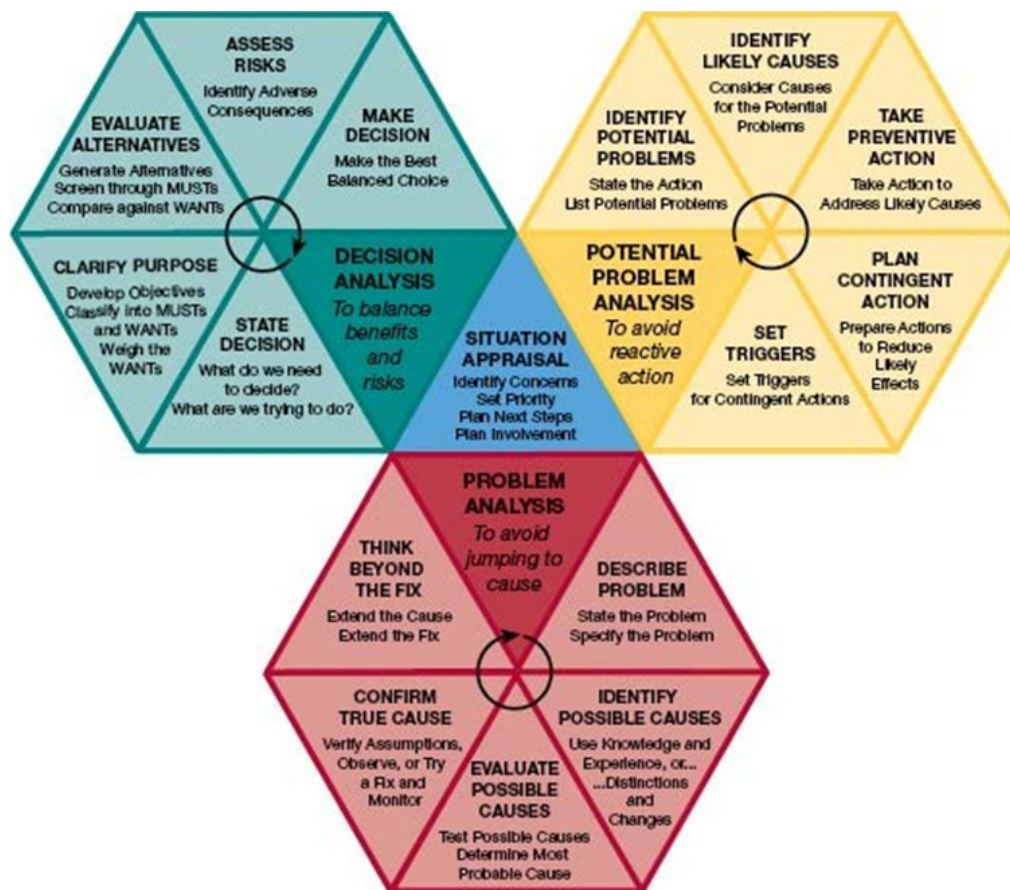 ASSESS
RISKS
Identify Adverse
Consequences
EVALUATE
ALTERNATIVES
Generate Alternatives
Screen through MUSTs
Compare against WANTs
MAKE
DECISION
Make the Best
Balanced Choice
CLARIFY PURPOSE
Develop Objectives
Classify into MUSTs
and WANTs
Weigh the
WANTs
STATE
DECISION
What do we need
to decide?
What are we trying to do?
DECISION
ANALYSIS
To balance
benefits
and
risks
SITUATION
APPRAISAL
Identify Concerns
Set Priority
Plan Next Steps
Plan Involvement
POTENTIAL
PROBLEM
ANALYSIS
To avoid
reactive
action
IDENTIFY
POTENTIAL
PROBLEMS
State the Action
List Potential Problems
IDENTIFY
LIKELY CAUSES
Consider Causes
for the Potential
Problems
TAKE
PREVENTIVE
ACTION
Take Action to
Address Likely Causes
PLAN
CONTINGENT
ACTION
Prepare Actions
to Reduce
Likely
Effects
SET
TRIGGERS
Set Triggers
for Contingent Actions
PROBLEM
ANALYSIS
To avoid
jumping to
cause
DESCRIBE
PROBLEM
State the Problem
Specify the Problem
IDENTIFY
POSSIBLE CAUSES
Use Knowledge and
Experience, or...
...Distinctions
and
Changes
EVALUATE
POSSIBLE
CAUSES
Test Possible Causes
Determine Most
Probable Cause
CONFIRM
TRUE CAUSE
Verify Assumptions,
Observe, or Try
a Fix and
Monitor
THINK
BEYOND
THE FIX
Extend the Cause
Extend the Fix